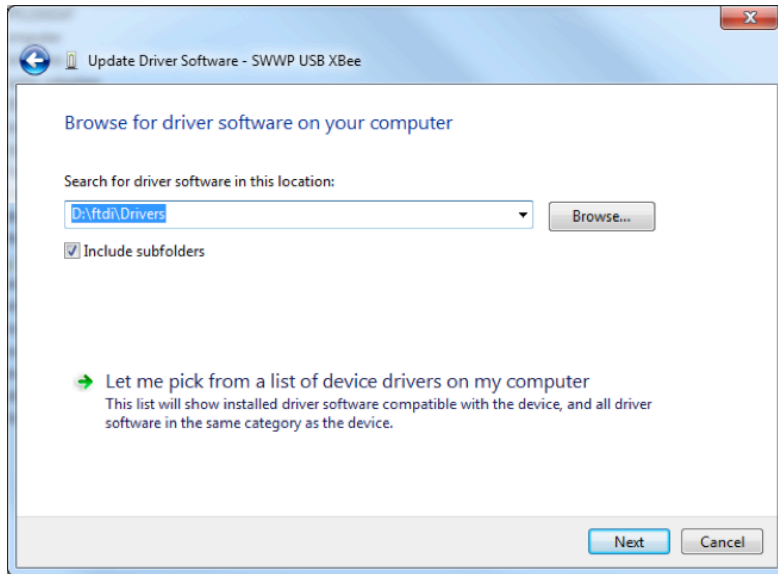 Update Driver Software - SWWP USB XBee
Browse for driver software on your computer
Search for driver software in this location:
D:\ftdi\Drivers
Browse...
Include subfolders
Let me pick from a list of device drivers on my computer
This list will show installed driver software compatible with the device, and all driver
software in the same category as the device.
Next
Cancel